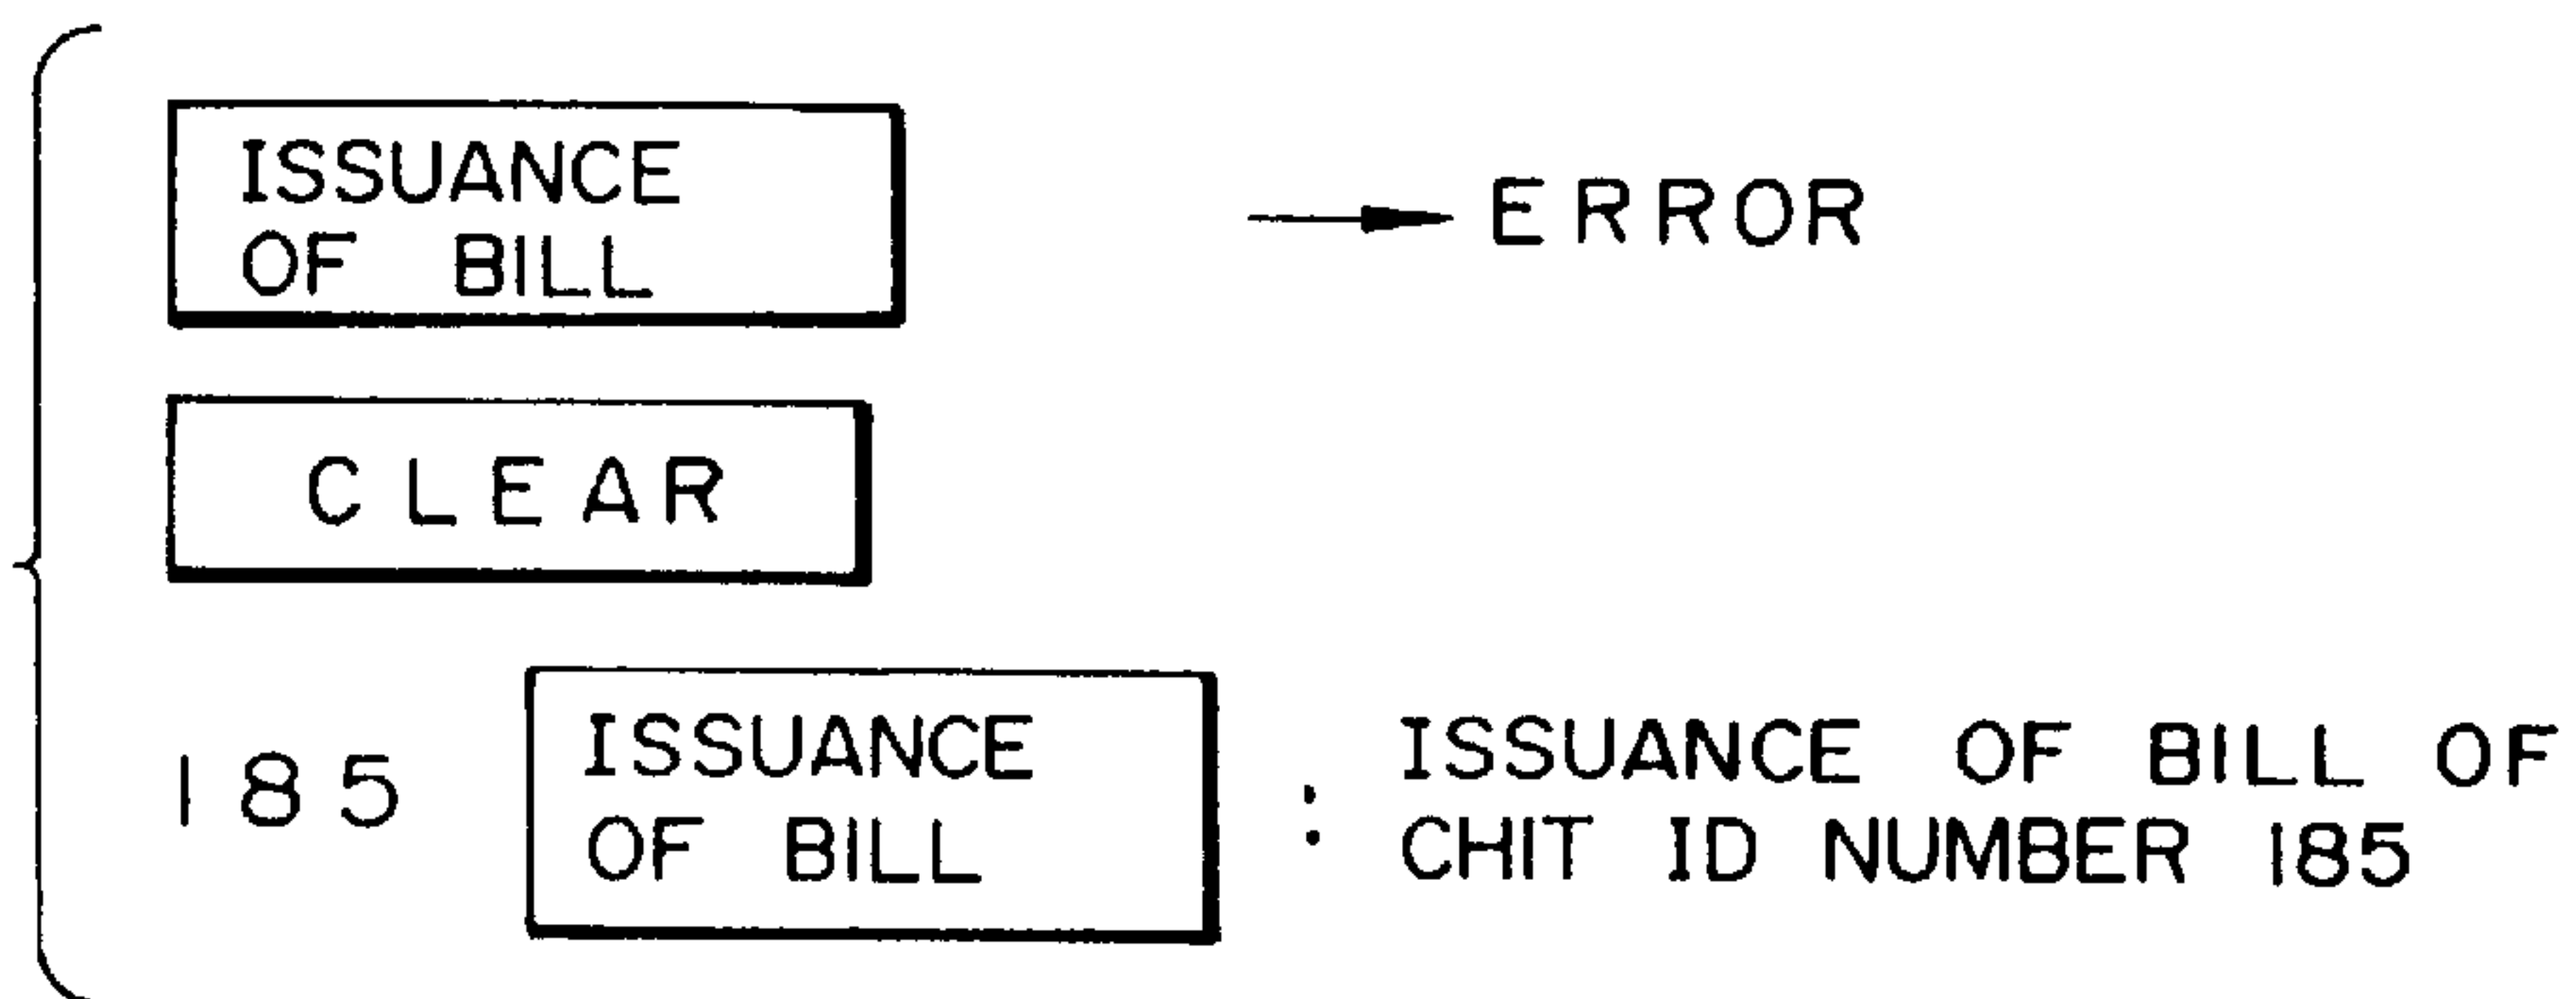 ISSUANCE
OF BILL
ERROR
CLEAR
185
ISSUANCE
OF BILL
: ISSUANCE OF BILL OF
CHIT ID NUMBER 185